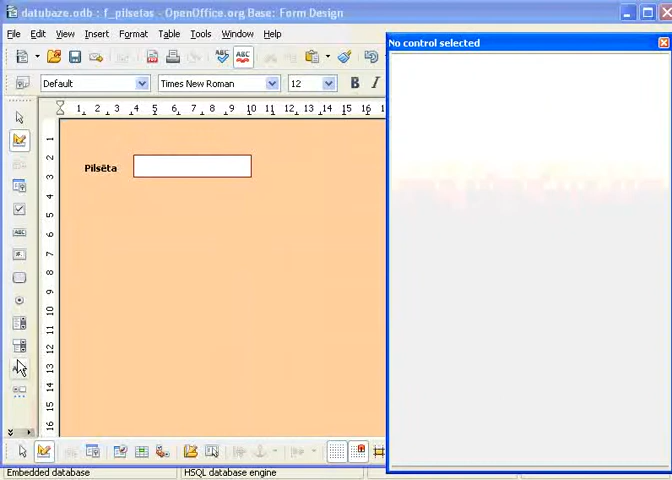 datubaze.odb : f_pilsetas - OpenOffice.org Base: Form Design
File Edit View Insert Format Table Tools Window Help
No control selected
Default Times New Roman 12 B I
1 2 3 4 5 6 7 8 9 10 11 12 13 14 15 16
Pilsēta
1
2
3
4
5
6
7
8
9
10
11
12
13
14
15
16
Embedded database HSQL database engine